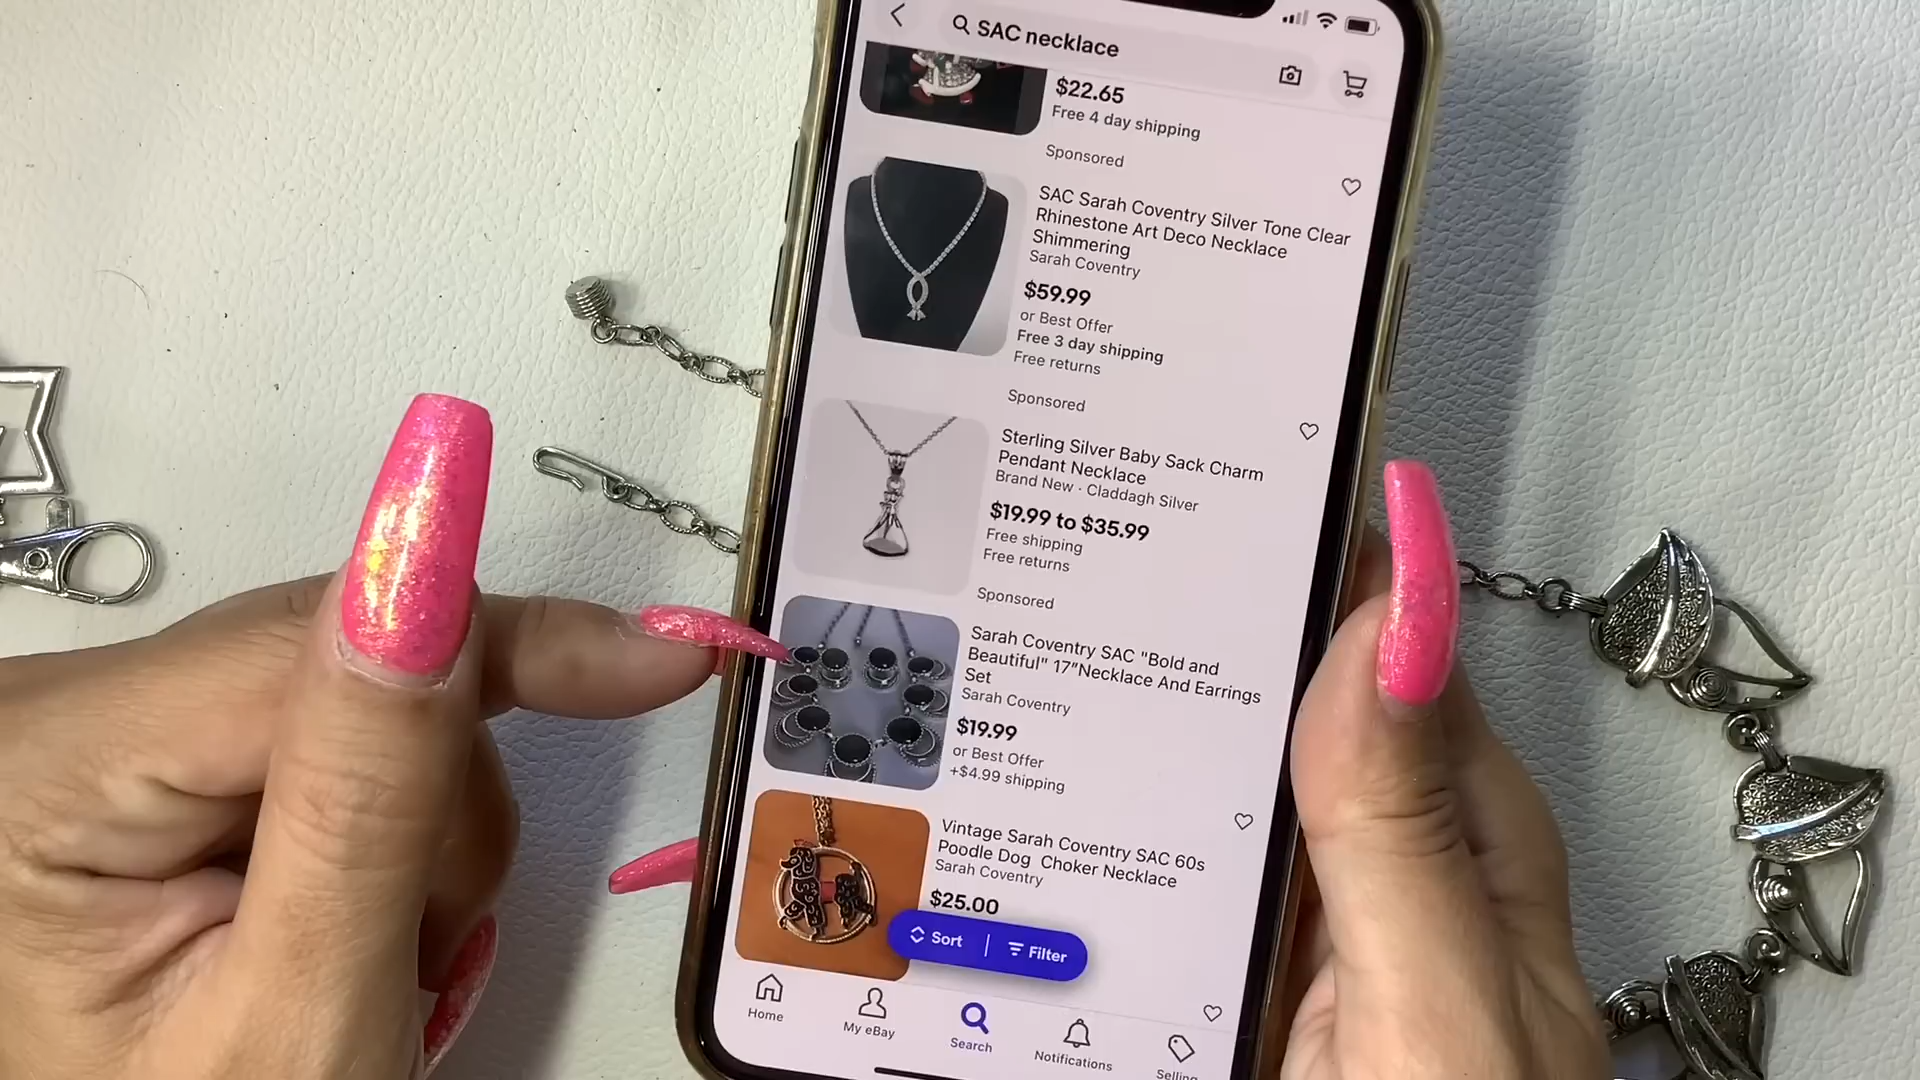 SAC necklace
$22.65
Free 4 day shipping
Sponsored
SAC Sarah Coventry Silver Tone Clear
Rhinestone Art Deco Necklace
Shimmering
Sarah Coventry
$59.99
or Best Offer
Free 3 day shipping
Free returns
Sponsored
Sterling Silver Baby Sack Charm
Pendant Necklace
Brand New · Claddagh Silver
$19.99 to $35.99
Free shipping
Free returns
Sponsored
Sarah Coventry SAC "Bold and
Beautiful" 17"Necklace And Earrings
Set
Sarah Coventry
$19.99
or Best Offer
+$4.99 shipping
Vintage Sarah Coventry SAC 60s
Poodle Dog Choker Necklace
Sarah Coventry
$25.00
Sort
Filter
Home
My eBay
Search
Notifications
Selling